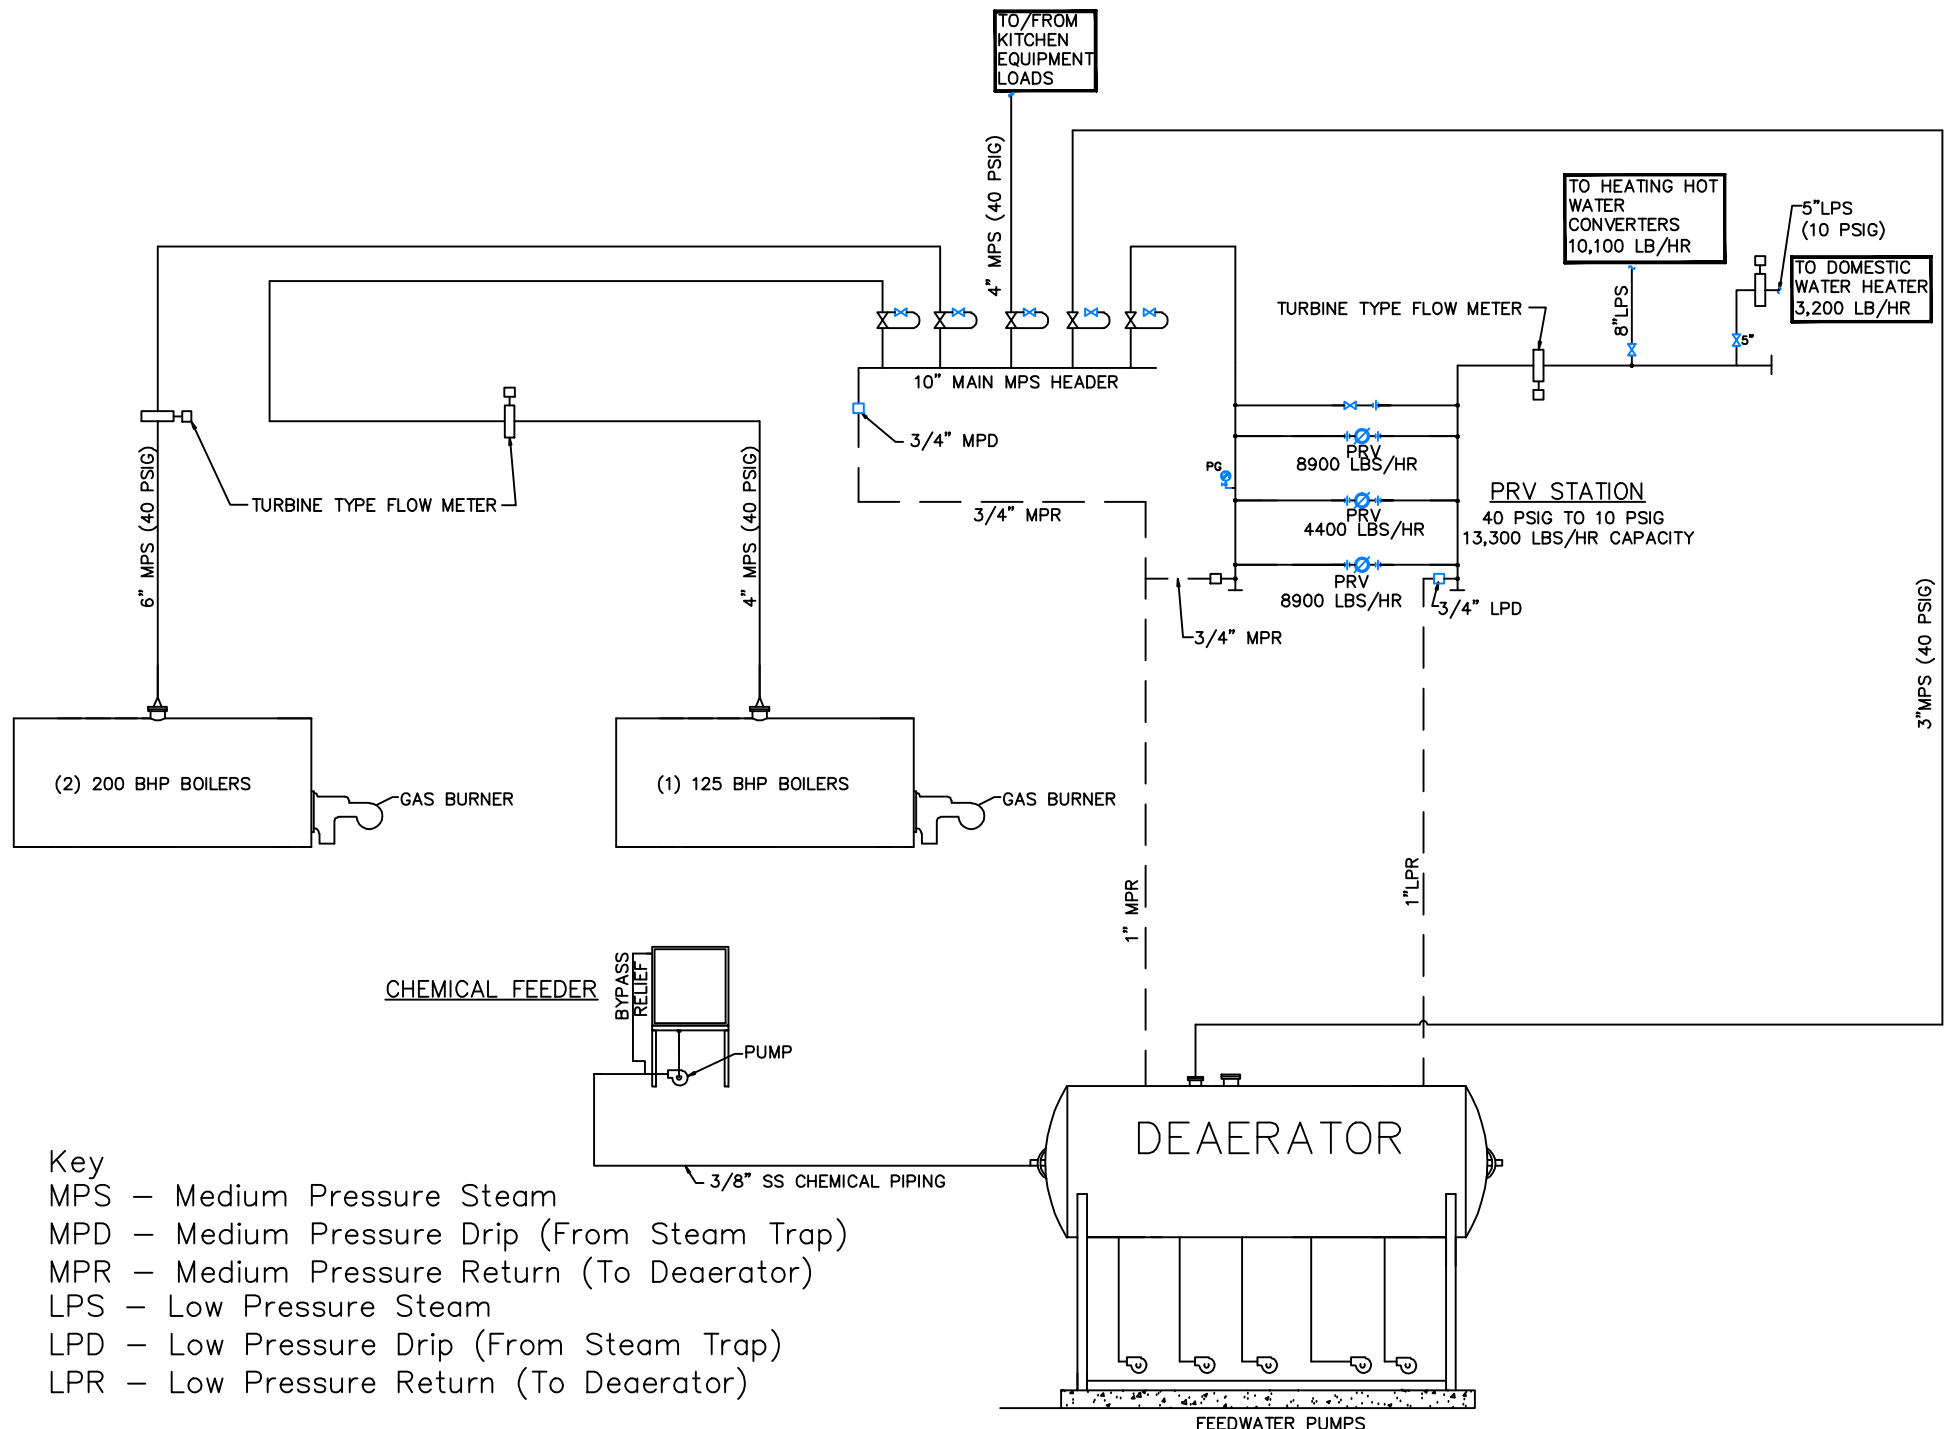 TO/FROM
KITCHEN
EQUIPMENT
LOADS
4" MPS (40 PSIG)
TO HEATING HOT
WATER
CONVERTERS
10,100 LB/HR
5"LPS
(10 PSIG)
TO DOMESTIC
WATER HEATER
3,200 LB/HR
8"LPS
5"
TURBINE TYPE FLOW METER
10" MAIN MPS HEADER
3/4" MPD
3/4" MPR
PG
PRV
8900 LBS/HR
PRV
4400 LBS/HR
PRV
8900 LBS/HR
PRV STATION
40 PSIG TO 10 PSIG
13,300 LBS/HR CAPACITY
3/4" LPD
3/4" MPR
TURBINE TYPE FLOW METER
6" MPS (40 PSIG)
4" MPS (40 PSIG)
3"MPS (40 PSIG)
(2) 200 BHP BOILERS
GAS BURNER
(1) 125 BHP BOILERS
GAS BURNER
1" MPR
1"LPR
CHEMICAL FEEDER
BYPASS
RELIEF
PUMP
3/8" SS CHEMICAL PIPING
DEAERATOR
FEEDWATER PUMPS
Key
MPS – Medium Pressure Steam
MPD – Medium Pressure Drip (From Steam Trap)
MPR – Medium Pressure Return (To Deaerator)
LPS – Low Pressure Steam
LPD – Low Pressure Drip (From Steam Trap)
LPR – Low Pressure Return (To Deaerator)